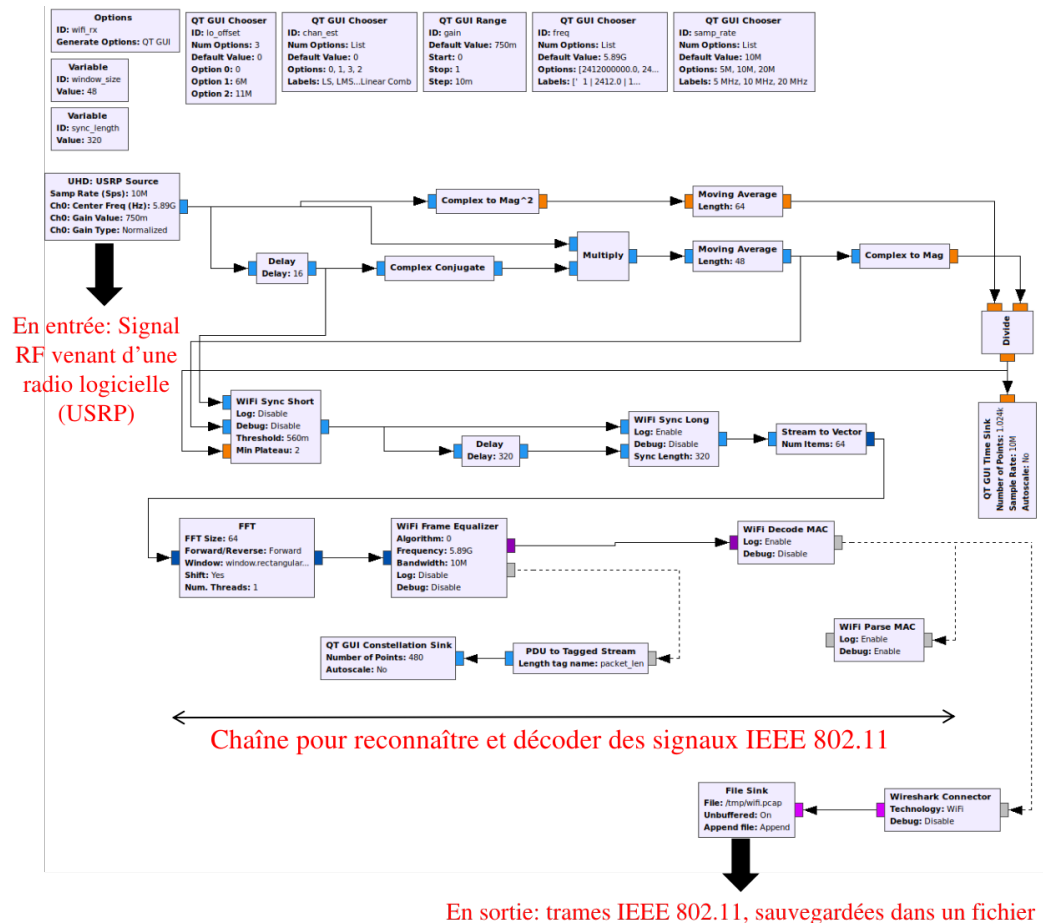 Options
ID: wifi_rx
Generate Options: QT GUI
Variable
ID: window_size
Value: 48
Variable
ID: sync_length
Value: 320
QT GUI Chooser
ID: lo_offset
Num Options: 3
Default Value: 0
Option 0: 0
Option 1: 6M
Option 2: 11M
QT GUI Chooser
ID: chan_est
Num Options: List
Default Value: 0
Options: 0, 1, 3, 2
Labels: LS, LMS...Linear Comb
QT GUI Range
ID: gain
Default Value: 750m
Start: 0
Stop: 1
Step: 10m
QT GUI Chooser
ID: freq
Num Options: List
Default Value: 5.89G
Options: [2412000000.0, 24...
Labels: [' 1 | 2412.0 | 1...
QT GUI Chooser
ID: samp_rate
Num Options: List
Default Value: 10M
Options: 5M, 10M, 20M
Labels: 5 MHz, 10 MHz, 20 MHz
UHD: USRP Source
Samp Rate (Sps): 10M
Ch0: Center Freq (Hz): 5.89G
Ch0: Gain Value: 750m
Ch0: Gain Type: Normalized
Complex to Mag^2
Moving Average
Length: 64
Delay
Delay: 16
Complex Conjugate
Multiply
Moving Average
Length: 48
Complex to Mag
Divide
En entrée: Signal
RF venant d'une
radio logicielle
(USRP)
WiFi Sync Short
Log: Disable
Debug: Disable
Threshold: 560m
Min Plateau: 2
Delay
Delay: 320
WiFi Sync Long
Log: Enable
Debug: Disable
Sync Length: 320
Stream to Vector
Num Items: 64
QT GUI Time Sink
Number of Points: 1.024k
Sample Rate: 10M
Autoscale: No
FFT
FFT Size: 64
Forward/Reverse: Forward
Window: window.rectangular...
Shift: Yes
Num. Threads: 1
WiFi Frame Equalizer
Algorithm: 0
Frequency: 5.89G
Bandwidth: 10M
Log: Disable
Debug: Disable
WiFi Decode MAC
Log: Enable
Debug: Disable
WiFi Parse MAC
Log: Enable
Debug: Enable
QT GUI Constellation Sink
Number of Points: 480
Autoscale: No
PDU to Tagged Stream
Length tag name: packet_len
Chaîne pour reconnaître et décoder des signaux IEEE 802.11
File Sink
File: /tmp/wifi.pcap
Unbuffered: On
Append file: Append
Wireshark Connector
Technology: WiFi
Debug: Disable
En sortie: trames IEEE 802.11, sauvegardées dans un fichier